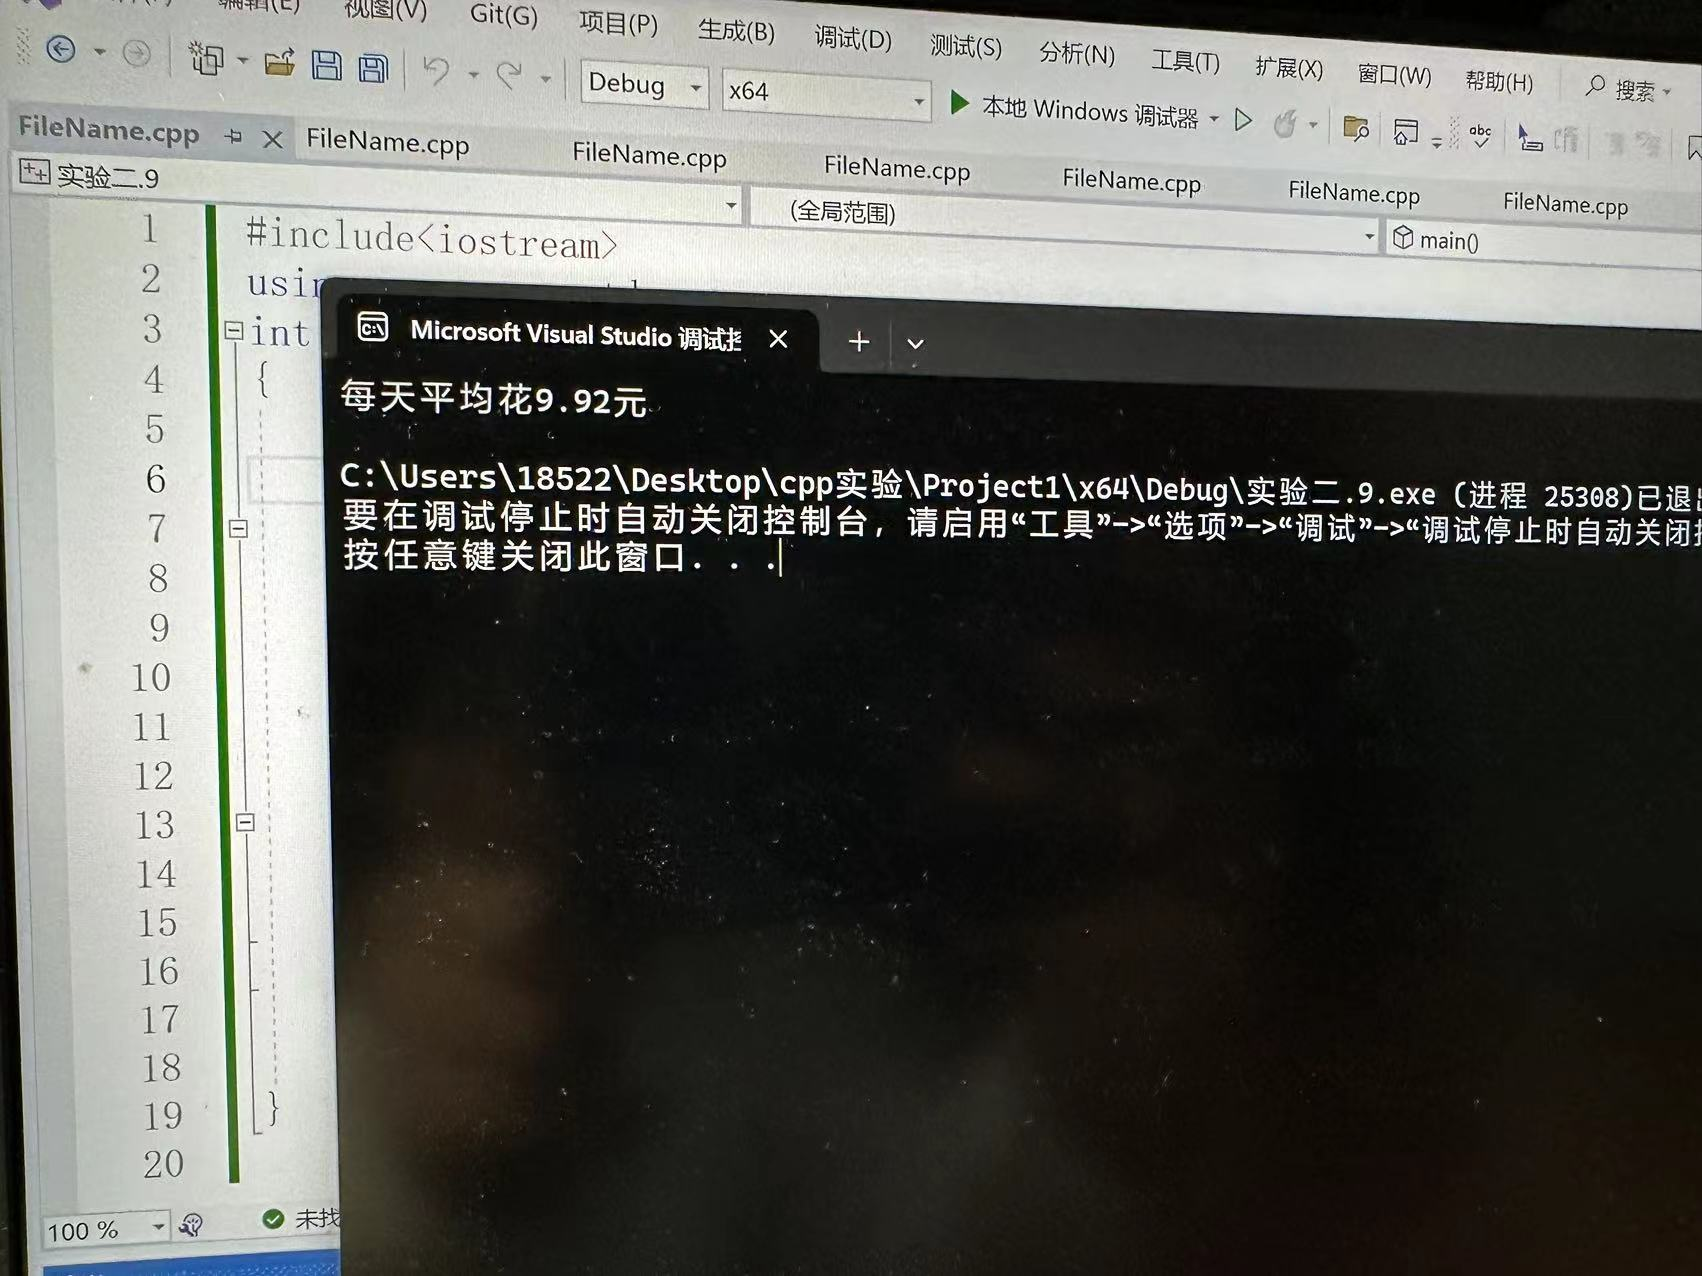 编辑(E) 视图(V) Git(G) 项目(P) 生成(B) 调试(D) 测试(S) 分析(N) 工具(T) 扩展(X) 窗口(W) 帮助(H) 搜索
Debug x64 本地 Windows 调试器
FileName.cpp FileName.cpp FileName.cpp FileName.cpp FileName.cpp FileName.cpp FileName.cpp
实验二.9 (全局范围) main()
1 #include<iostream>
2
3 int
4 {
5
6
7
8
9
10
11
12
13
14
15
16
17
18
19 }
20
Microsoft Visual Studio
每天平均花9.92元
C:\Users\18522\Desktop\cpp实验\Project1\x64\Debug\实验二.9.exe (进程 25308)已退出
要在调试停止时自动关闭控制台, 请启用“工具”->“选项”->“调试”->“调试停止时自动关闭
按任意键关闭此窗口. . .
100 % 未找